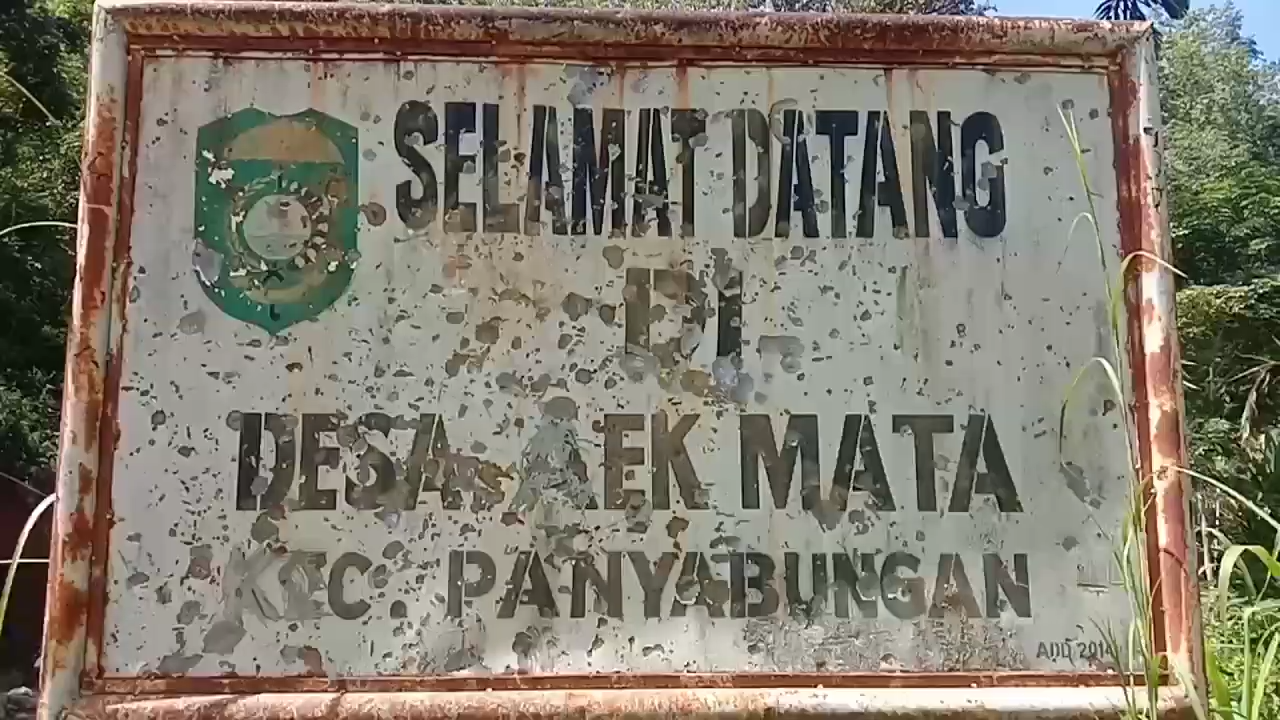 SELAMAT DATANG
DI
DESA AEK MATA
KEC. PANYABUNGAN
ADD 2014